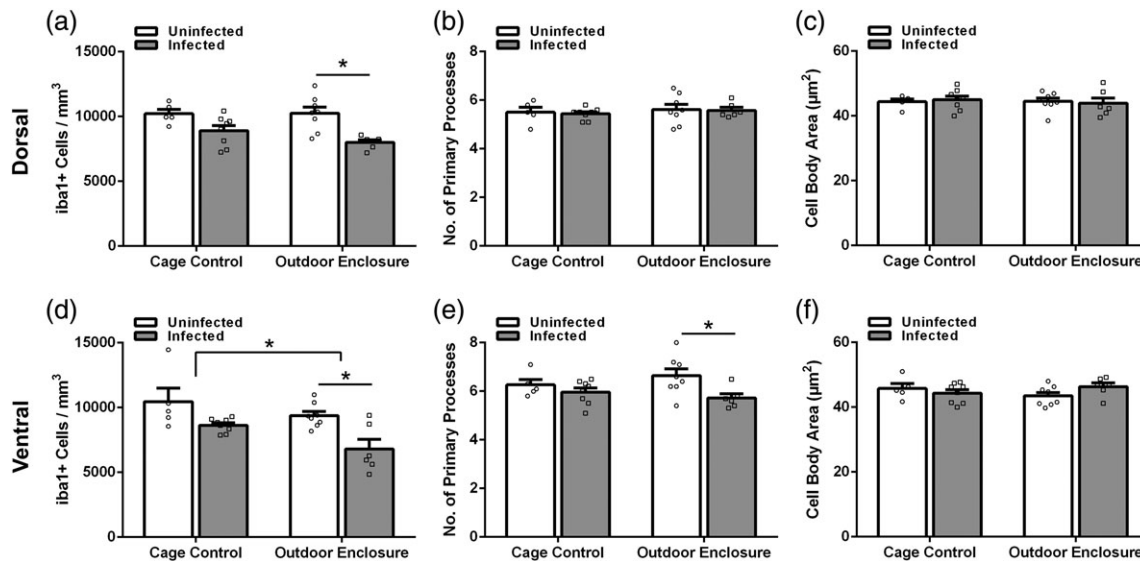 Dorsal
(a)
Uninfected
Infected
iba1+ Cells / mm3
15000
10000
5000
0
*
Cage Control
Outdoor Enclosure
(b)
Uninfected
Infected
No. of Primary Processes
8
6
4
2
0
Cage Control
Outdoor Enclosure
(c)
Uninfected
Infected
Cell Body Area (µm2)
60
40
20
0
Cage Control
Outdoor Enclosure
Ventral
(d)
Uninfected
Infected
iba1+ Cells / mm3
15000
10000
5000
0
*
*
Cage Control
Outdoor Enclosure
(e)
Uninfected
Infected
No. of Primary Processes
8
6
4
2
0
*
Cage Control
Outdoor Enclosure
(f)
Uninfected
Infected
Cell Body Area (µm2)
60
40
20
0
Cage Control
Outdoor Enclosure